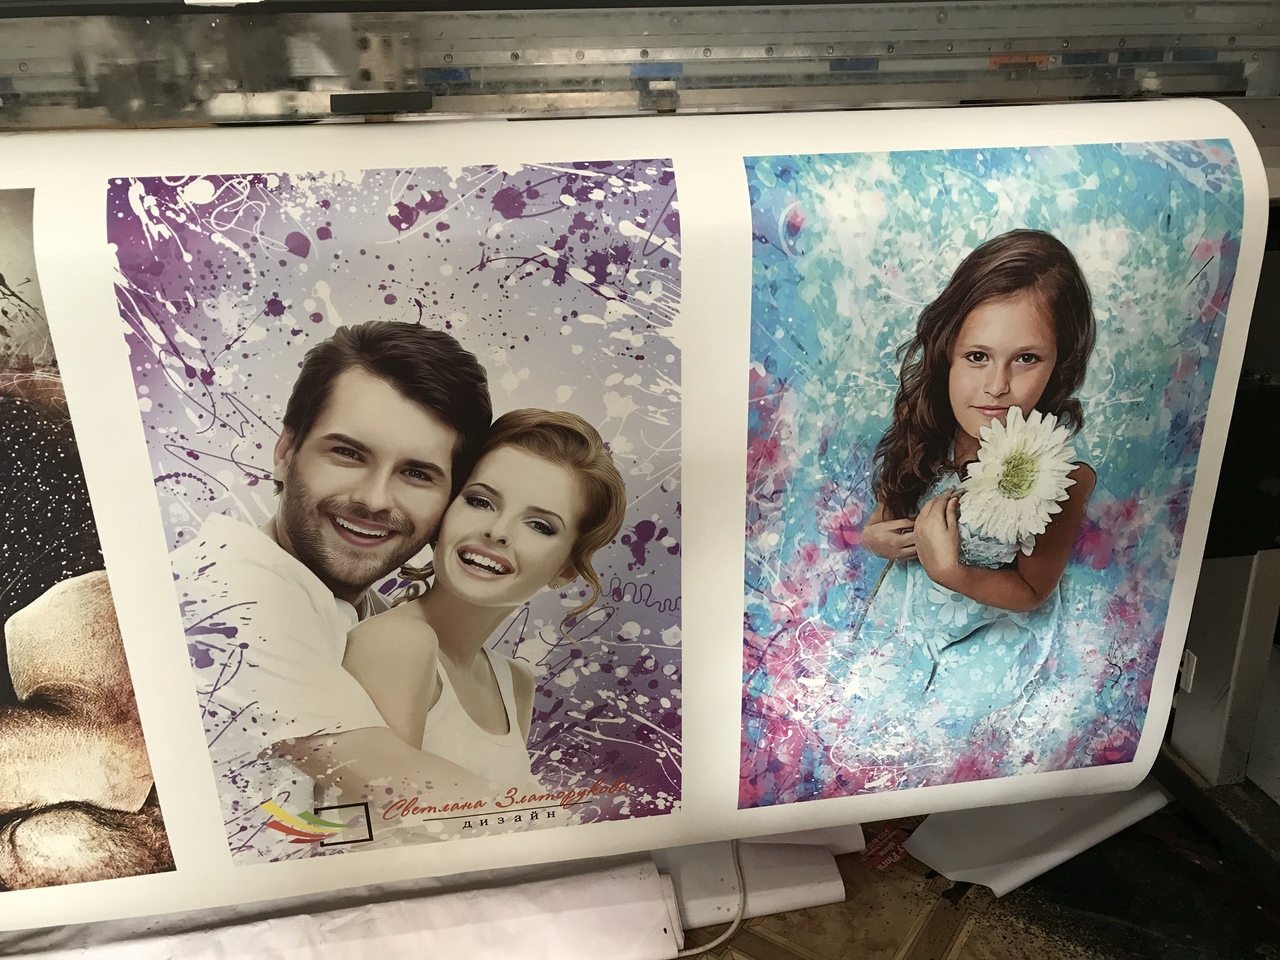 Светлана Златорукова
дизайн